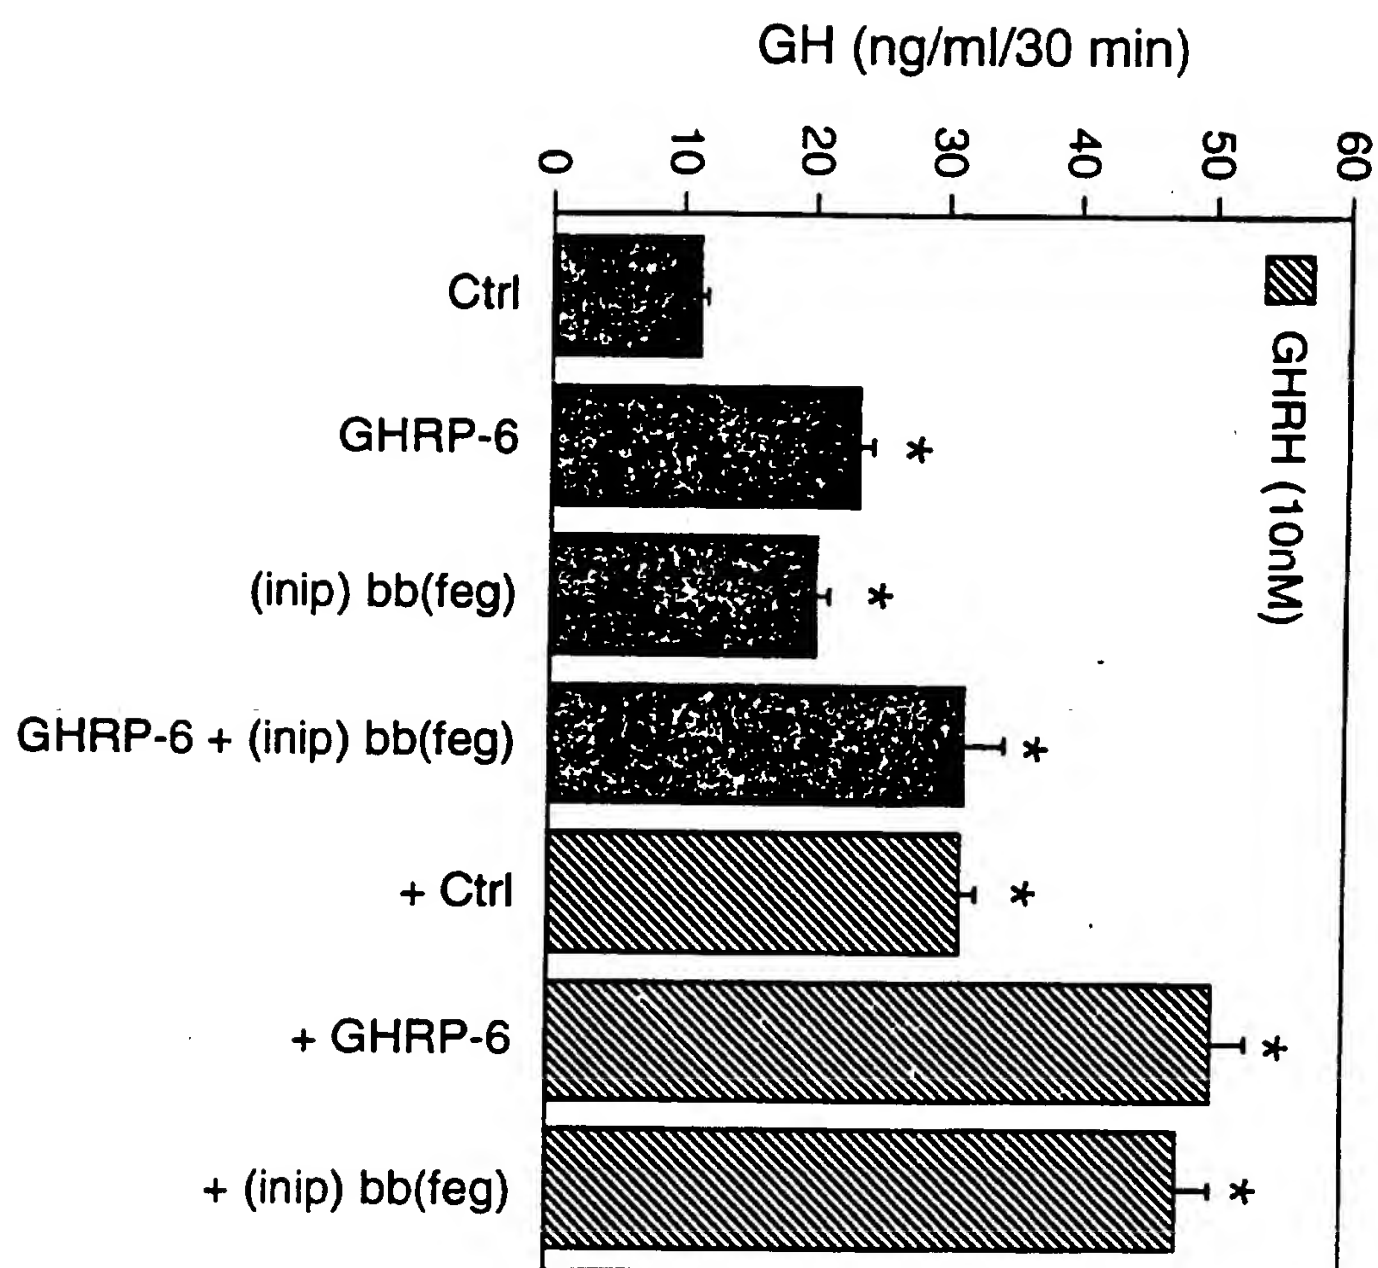 GH (ng/ml/30 min)
0
10
20
30
40
50
60
GHRH (10nM)
Ctrl
*
GHRP-6
*
(inip) bb(feg)
*
GHRP-6 + (inip) bb(feg)
*
+ Ctrl
*
+ GHRP-6
*
+ (inip) bb(feg)
*